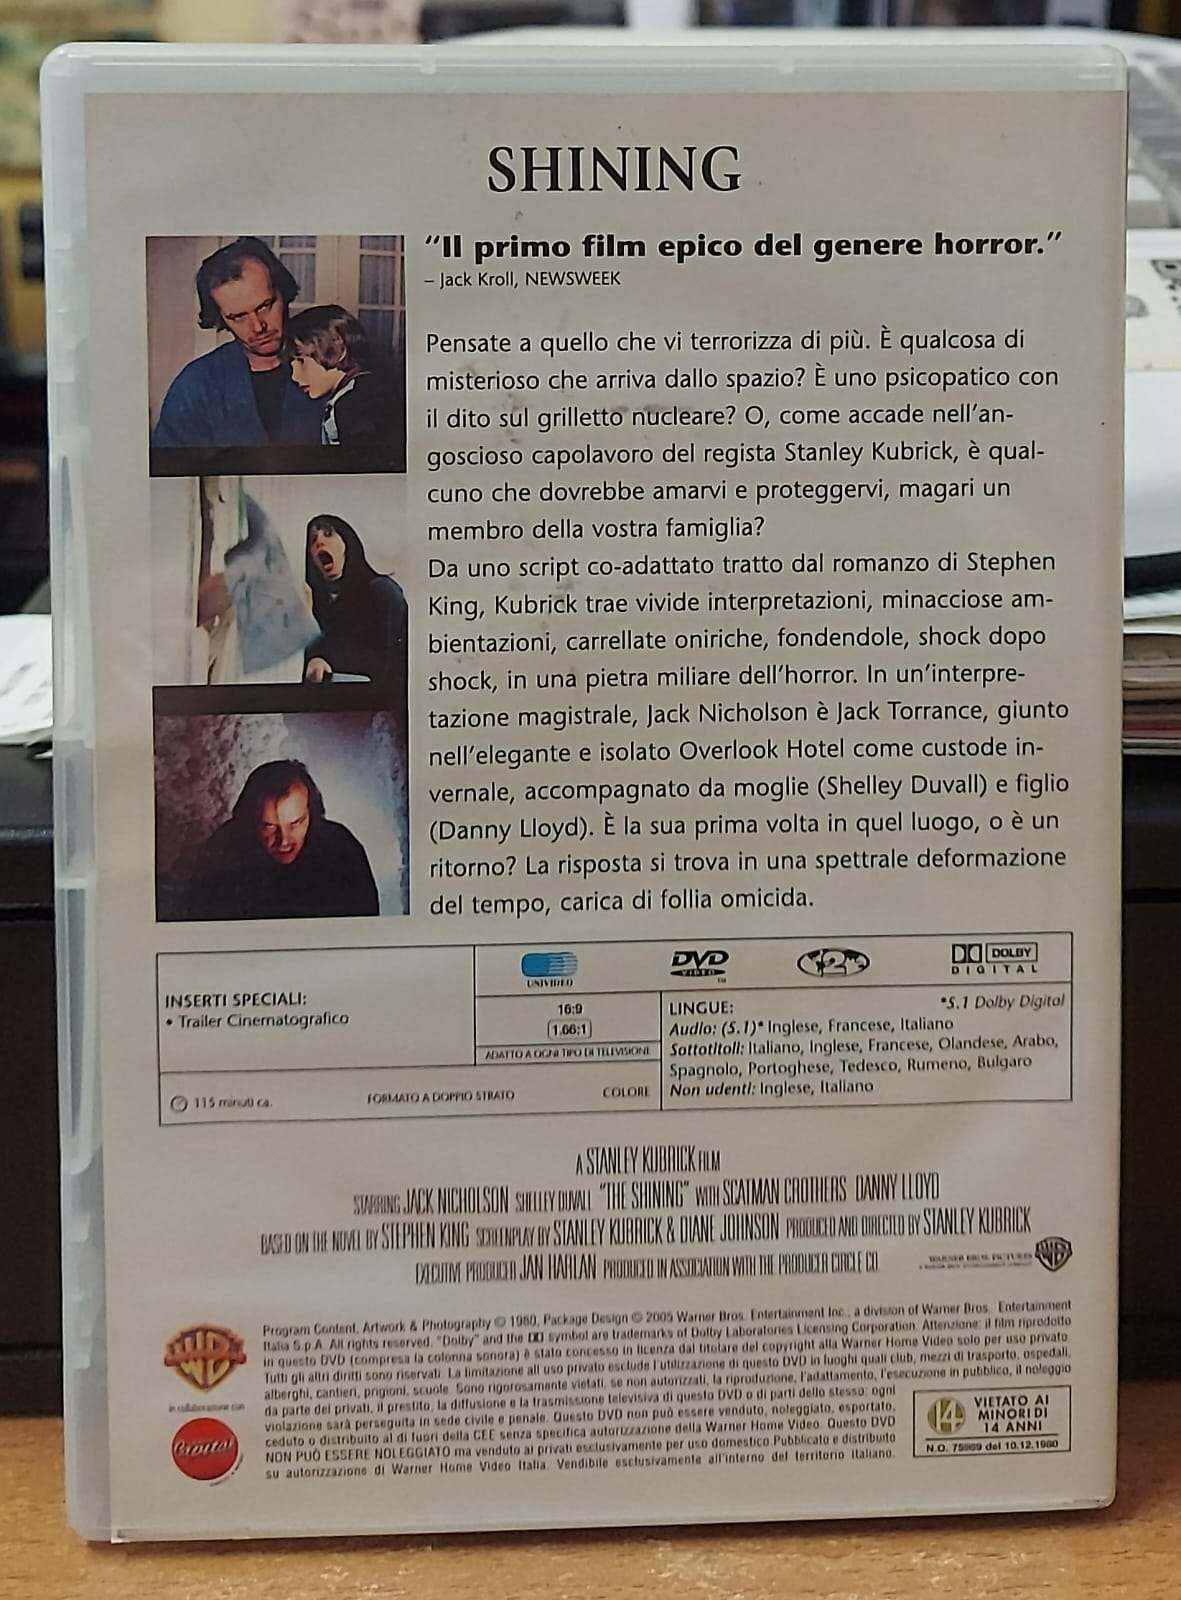 SHINING
"Il primo film epico del genere horror."
– Jack Kroll, NEWSWEEK
Pensate a quello che vi terrorizza di più. È qualcosa di
misterioso che arriva dallo spazio? È uno psicopatico con
il dito sul grilletto nucleare? O, come accade nell'an-
goscioso capolavoro del regista Stanley Kubrick, è qual-
cuno che dovrebbe amarvi e proteggervi, magari un
membro della vostra famiglia?
Da uno script co-adattato tratto dal romanzo di Stephen
King, Kubrick trae vivide interpretazioni, minacciose am-
bientazioni, carrellate oniriche, fondendole, shock dopo
shock, in una pietra miliare dell'horror. In un'interpre-
tazione magistrale, Jack Nicholson è Jack Torrance, giunto
nell'elegante e isolato Overlook Hotel come custode in-
vernale, accompagnato da moglie (Shelley Duvall) e figlio
(Danny Lloyd). È la sua prima volta in quel luogo, o è un
ritorno? La risposta si trova in una spettrale deformazione
del tempo, carica di follia omicida.
INSERTI SPECIALI:
• Trailer Cinematografico
115 minuti ca.
FORMATO A DOPPIO STRATO
COLORE
UNIVIDEO
16:9
1.66:1
ADATTO A OGNI TIPO DI TELEVISIONE
DVD
VIDEO
2
DOLBY
DIGITAL
LINGUE: *5.1 Dolby Digital
Audio: (5.1)* Inglese, Francese, Italiano
Sottotitoli: Italiano, Inglese, Francese, Olandese, Arabo,
Spagnolo, Portoghese, Tedesco, Rumeno, Bulgaro
Non udenti: Inglese, Italiano
A STANLEY KUBRICK FILM
STARRING JACK NICHOLSON SHELLEY DUVALL "THE SHINING" WITH SCATMAN CROTHERS DANNY LLOYD
BASED ON THE NOVEL BY STEPHEN KING SCREENPLAY BY STANLEY KUBRICK & DIANE JOHNSON PRODUCED AND DIRECTED BY STANLEY KUBRICK
EXECUTIVE PRODUCER JAN HARLAN PRODUCED IN ASSOCIATION WITH THE PRODUCER CIRCLE CO.
Program Content, Artwork & Photography © 1980, Package Design © 2005 Warner Bros. Entertainment Inc., a division of Warner Bros. Entertainment
Italia S.p.A. All rights reserved. "Dolby" and the symbol are trademarks of Dolby Laboratories Licensing Corporation. Attenzione: il film riprodotto
in questo DVD (compresa la colonna sonora) è stato concesso in licenza dal titolare del copyright alla Warner Home Video solo per uso privato.
Tutti gli altri diritti sono riservati. La limitazione all'uso privato esclude l'utilizzazione di questo DVD in luoghi quali club, mezzi di trasporto, ospedali,
alberghi, cantieri, prigioni, scuole. Sono rigorosamente vietati, se non autorizzati, la riproduzione, l'adattamento, l'esecuzione in pubblico, il noleggio
da parte dei privati, il prestito, la diffusione e la trasmissione televisiva di questo DVD o di parti dello stesso: ogni
violazione sarà perseguita in sede civile e penale. Questo DVD non può essere venduto, noleggiato, esportato,
ceduto o distribuito al di fuori della CEE senza specifica autorizzazione della Warner Home Video. Questo DVD
NON PUÒ ESSERE NOLEGGIATO ma venduto ai privati esclusivamente per uso domestico Pubblicato e distribuito
su autorizzazione di Warner Home Video Italia. Vendibile esclusivamente all'interno del territorio italiano.
in collaborazione con
14
VIETATO AI
MINORI DI
14 ANNI
N.O. 75989 del 10.12.1980